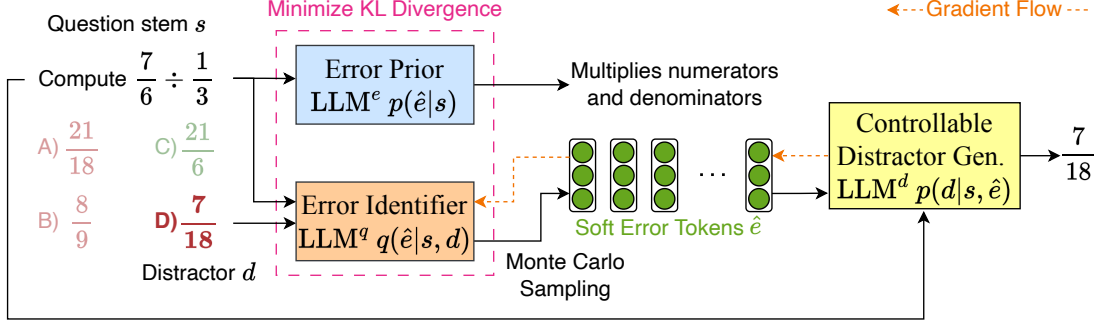 Question stem s
Minimize KL Divergence
Gradient Flow
Compute 7/6 ÷ 1/3
Error Prior
LLM^e p(ê|s)
Multiplies numerators
and denominators
A) 21/18
C) 21/6
B) 8/9
D) 7/18
Distractor d
Error Identifier
LLM^q q(ê|s, d)
. . .
Soft Error Tokens ê
Monte Carlo
Sampling
Controllable
Distractor Gen.
LLM^d p(d|s, ê)
7/18